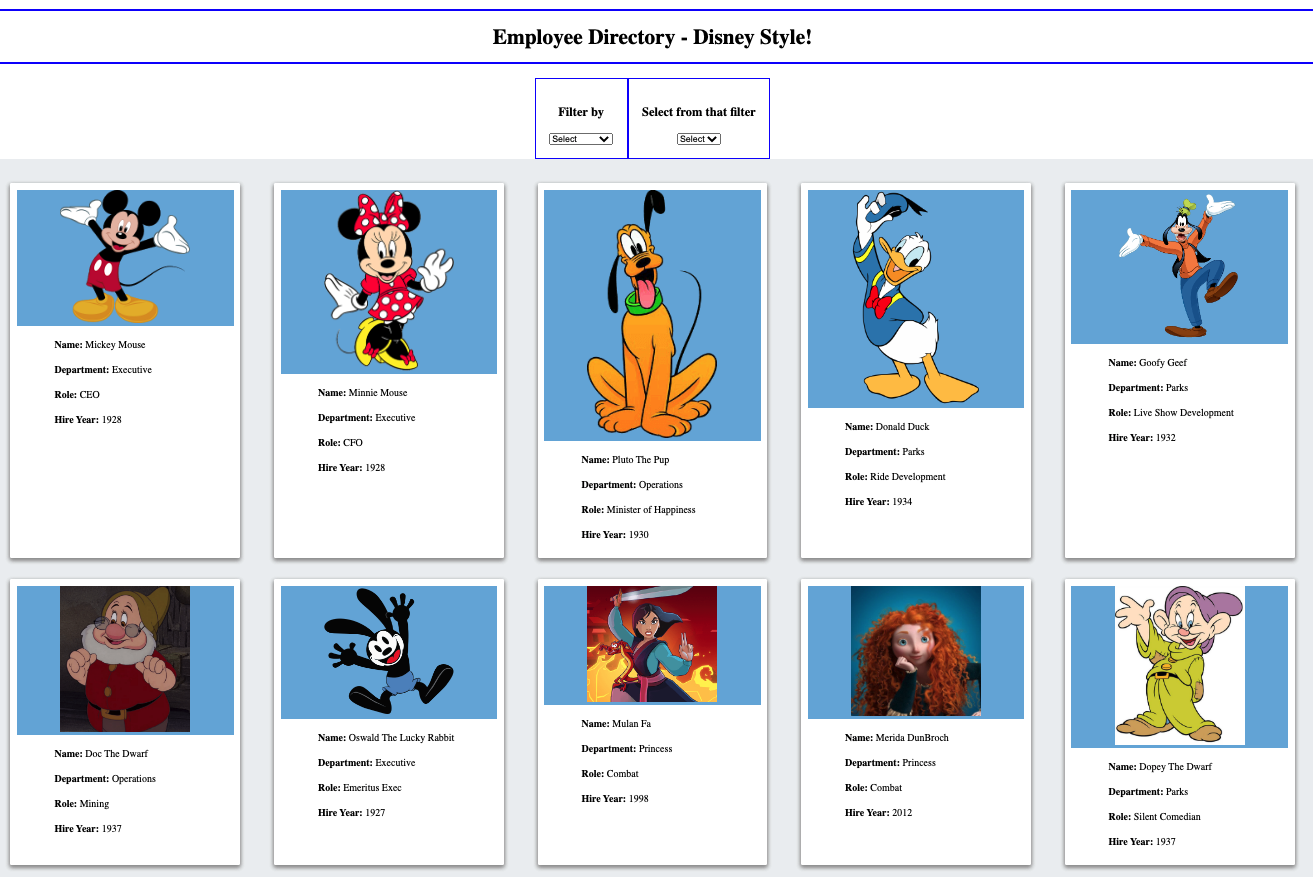 Employee Directory - Disney Style!
Filter by
Select from that filter
Select
Select
Name: Mickey Mouse
Department: Executive
Role: CEO
Hire Year: 1928
Name: Minnie Mouse
Department: Executive
Role: CFO
Hire Year: 1928
Name: Pluto The Pup
Department: Operations
Role: Minister of Happiness
Hire Year: 1930
Name: Donald Duck
Department: Parks
Role: Ride Development
Hire Year: 1934
Name: Goofy Geef
Department: Parks
Role: Live Show Development
Hire Year: 1932
Name: Doc The Dwarf
Department: Operations
Role: Mining
Hire Year: 1937
Name: Oswald The Lucky Rabbit
Department: Executive
Role: Emeritus Exec
Hire Year: 1927
Name: Mulan Fa
Department: Princess
Role: Combat
Hire Year: 1998
Name: Merida DunBroch
Department: Princess
Role: Combat
Hire Year: 2012
Name: Dopey The Dwarf
Department: Parks
Role: Silent Comedian
Hire Year: 1937